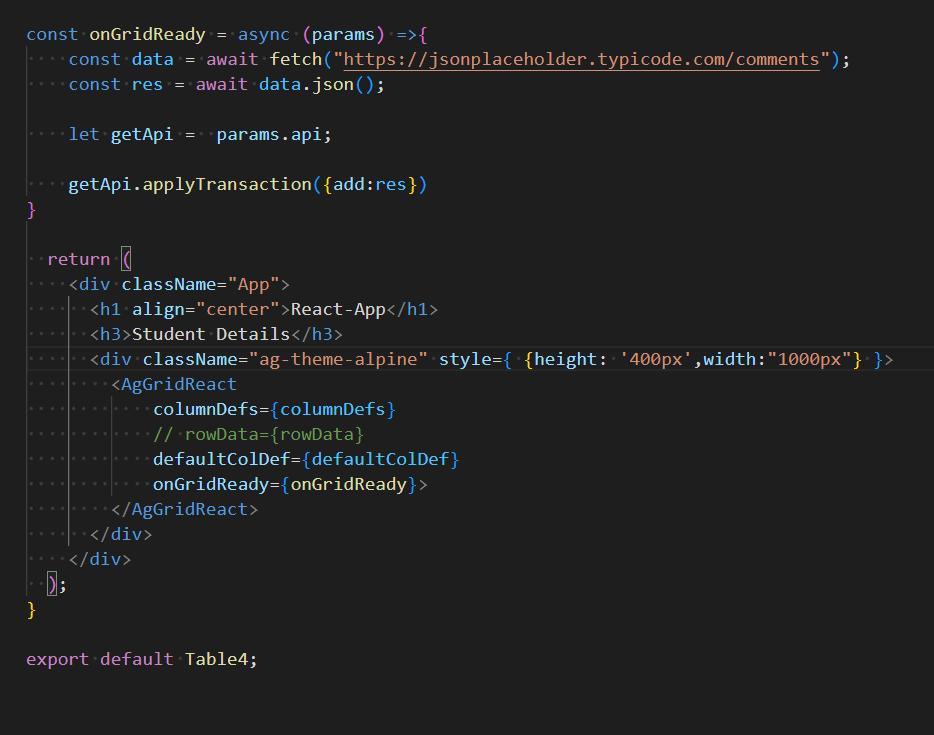 const onGridReady = async (params) =>{
    const data = await fetch("https://jsonplaceholder.typicode.com/comments");
    const res = await data.json();
    let getApi =  params.api;
    getApi.applyTransaction({add:res})
}
  return (
    <div className="App">
      <h1 align="center">React-App</h1>
      <h3>Student Details</h3>
      <div className="ag-theme-alpine" style={ {height: '400px',width:"1000px"} }>
        <AgGridReact
            columnDefs={columnDefs}
            // rowData={rowData}
            defaultColDef={defaultColDef}
            onGridReady={onGridReady}>
        </AgGridReact>
      </div>
    </div>
  );
}
export default Table4;